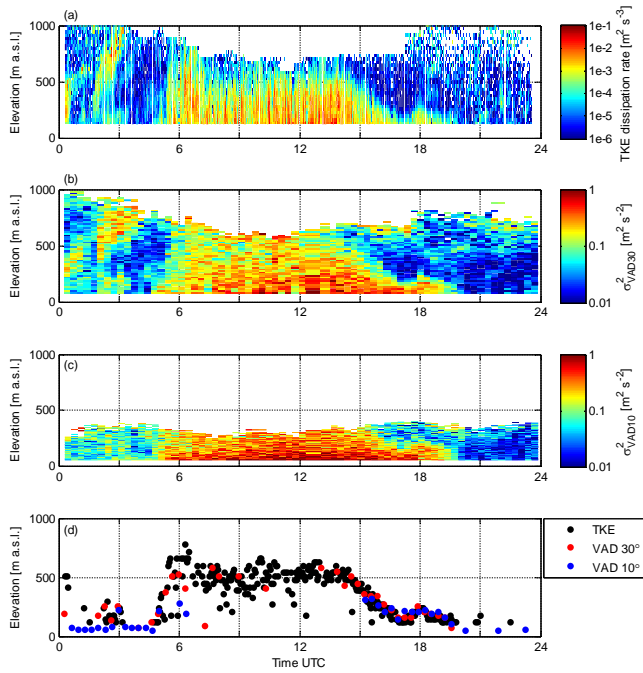 (a)
1000
500
0
Elevation [m a.s.l.]
0 6 12 18 24
1e-1
1e-2
1e-3
1e-4
1e-5
1e-6
TKE dissipation rate [m² s⁻³]
(b)
1000
500
0
Elevation [m a.s.l.]
0 6 12 18 24
1
0.1
0.01
σ²VAD30 [m² s⁻²]
(c)
1000
500
0
Elevation [m a.s.l.]
0 6 12 18 24
1
0.1
0.01
σ²VAD10 [m² s⁻²]
(d)
1000
500
0
Elevation [m a.s.l.]
0 6 12 18 24
Time UTC
TKE
VAD 30°
VAD 10°